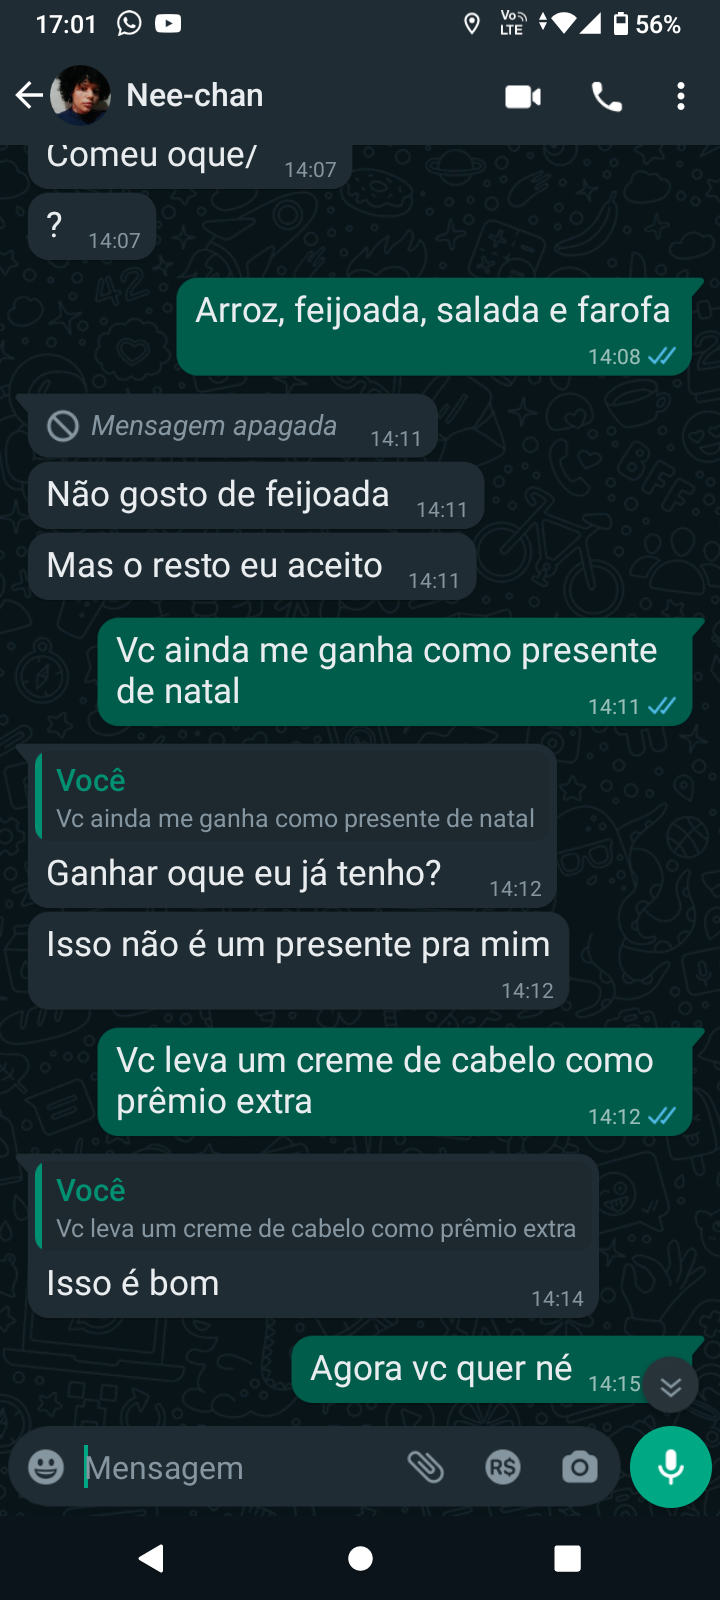 17:01
Vo
LTE
56%
Nee-chan
Comeu oque/ 14:07
? 14:07
Arroz, feijoada, salada e farofa
14:08
Mensagem apagada 14:11
Não gosto de feijoada 14:11
Mas o resto eu aceito 14:11
Vc ainda me ganha como presente
de natal
14:11
Você
Vc ainda me ganha como presente de natal
Ganhar oque eu já tenho? 14:12
Isso não é um presente pra mim
14:12
Vc leva um creme de cabelo como
prêmio extra
14:12
Você
Vc leva um creme de cabelo como prêmio extra
Isso é bom 14:14
Agora vc quer né 14:15
Mensagem R$